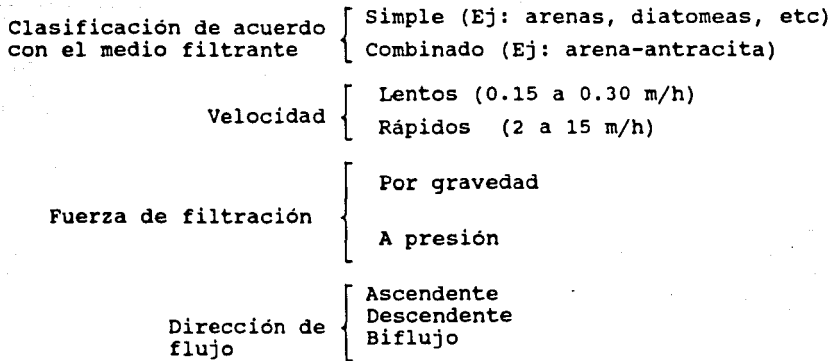 Clasificación de acuerdo
con el medio filtrante
Simple (Ej: arenas, diatomeas, etc)
Combinado (Ej: arena-antracita)
Velocidad
Lentos (0.15 a 0.30 m/h)
Rápidos (2 a 15 m/h)
Fuerza de filtración
Por gravedad
A presión
Dirección de
flujo
Ascendente
Descendente
Biflujo